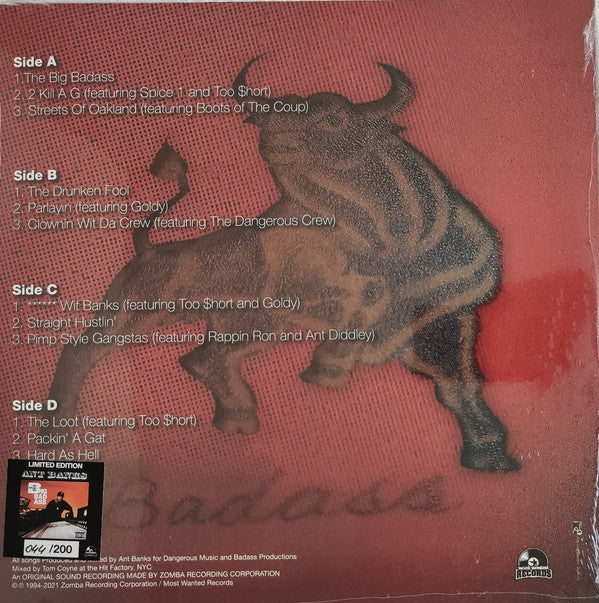 Side A
1.The Big Badass
2. 2 Kill A G (featuring Spice 1 and Too $hort)
3. Streets Of Oakland (featuring Boots of The Coup)
Side B
1. The Drunken Fool
2. Parlayin (featuring Goldy)
3. Clownin Wit Da Crew (featuring The Dangerous Crew)
Side C
1. ****** Wit Banks (featuring Too $hort and Goldy)
2. Straight Hustlin'
3. Pimp Style Gangstas (featuring Rappin Ron and Ant Diddley)
Side D
1. The Loot (featuring Too $hort)
2. Packin' A Gat
3. Hard As Hell
Badass
LIMITED EDITION
ANT BANKS
BIG
BAD
ASS
044/200
All songs Produced and by Ant Banks for Dangerous Music and Badass Productions
Mixed by Tom Coyne at the Hit Factory, NYC
An ORIGINAL SOUND RECORDING MADE BY ZOMBA RECORDING CORPORATION
© ℗ 1994-2021 Zomba Recording Corporation / Most Wanted Records
MOST WANTED
RECORDS